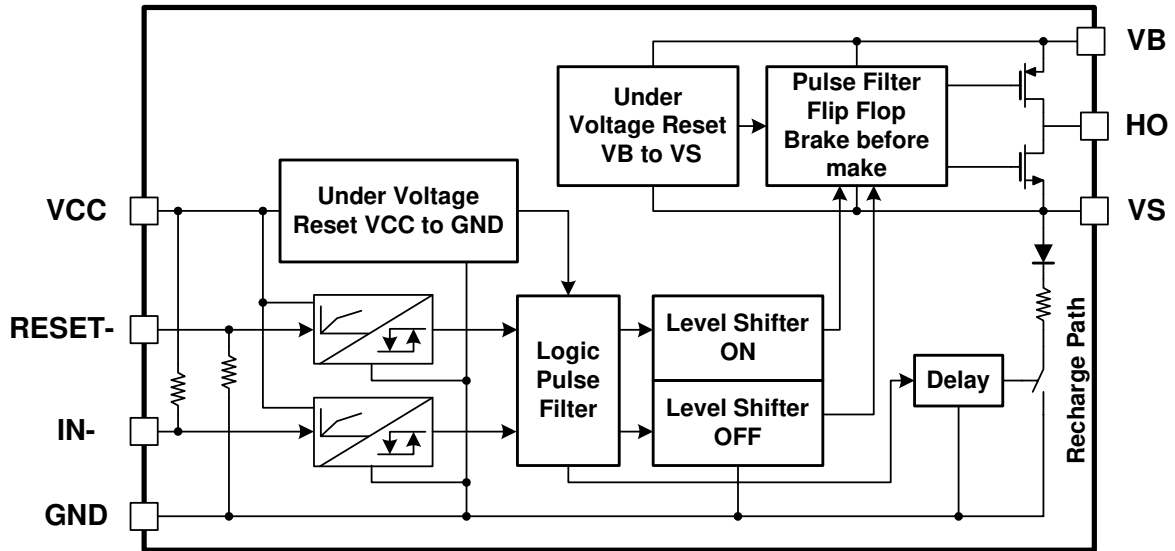 VB
Under
Voltage Reset
VB to VS
Pulse Filter
Flip Flop
Brake before
make
HO
VS
VCC
Under Voltage
Reset VCC to GND
RESET-
Logic
Pulse
Filter
Level Shifter
ON
Level Shifter
OFF
Delay
Recharge Path
IN-
GND